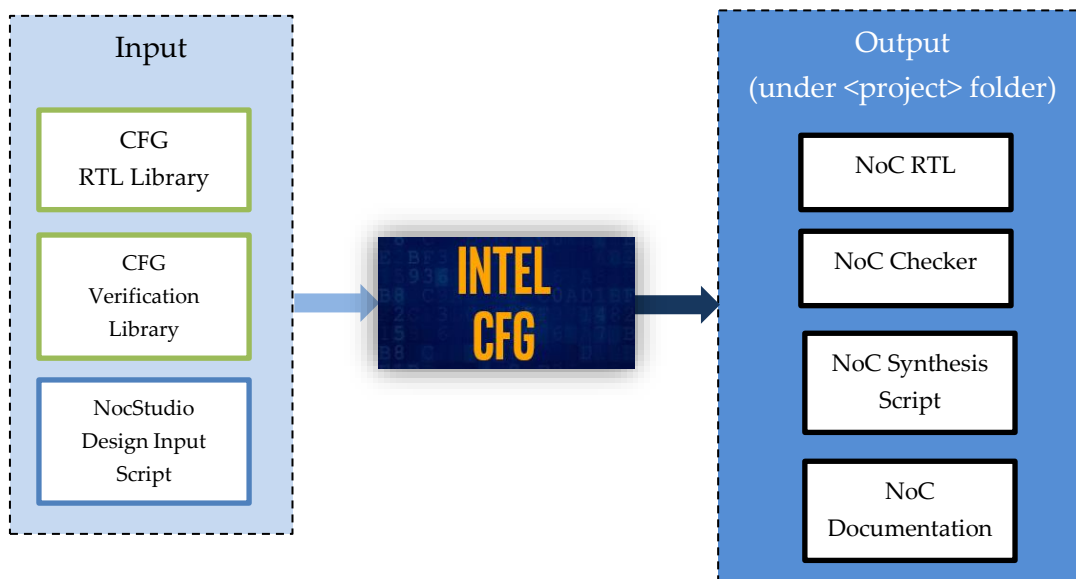 Input
CFG
RTL Library
CFG
Verification
Library
NocStudio
Design Input
Script
INTEL
CFG
Output
(under <project> folder)
NoC RTL
NoC Checker
NoC Synthesis
Script
NoC
Documentation